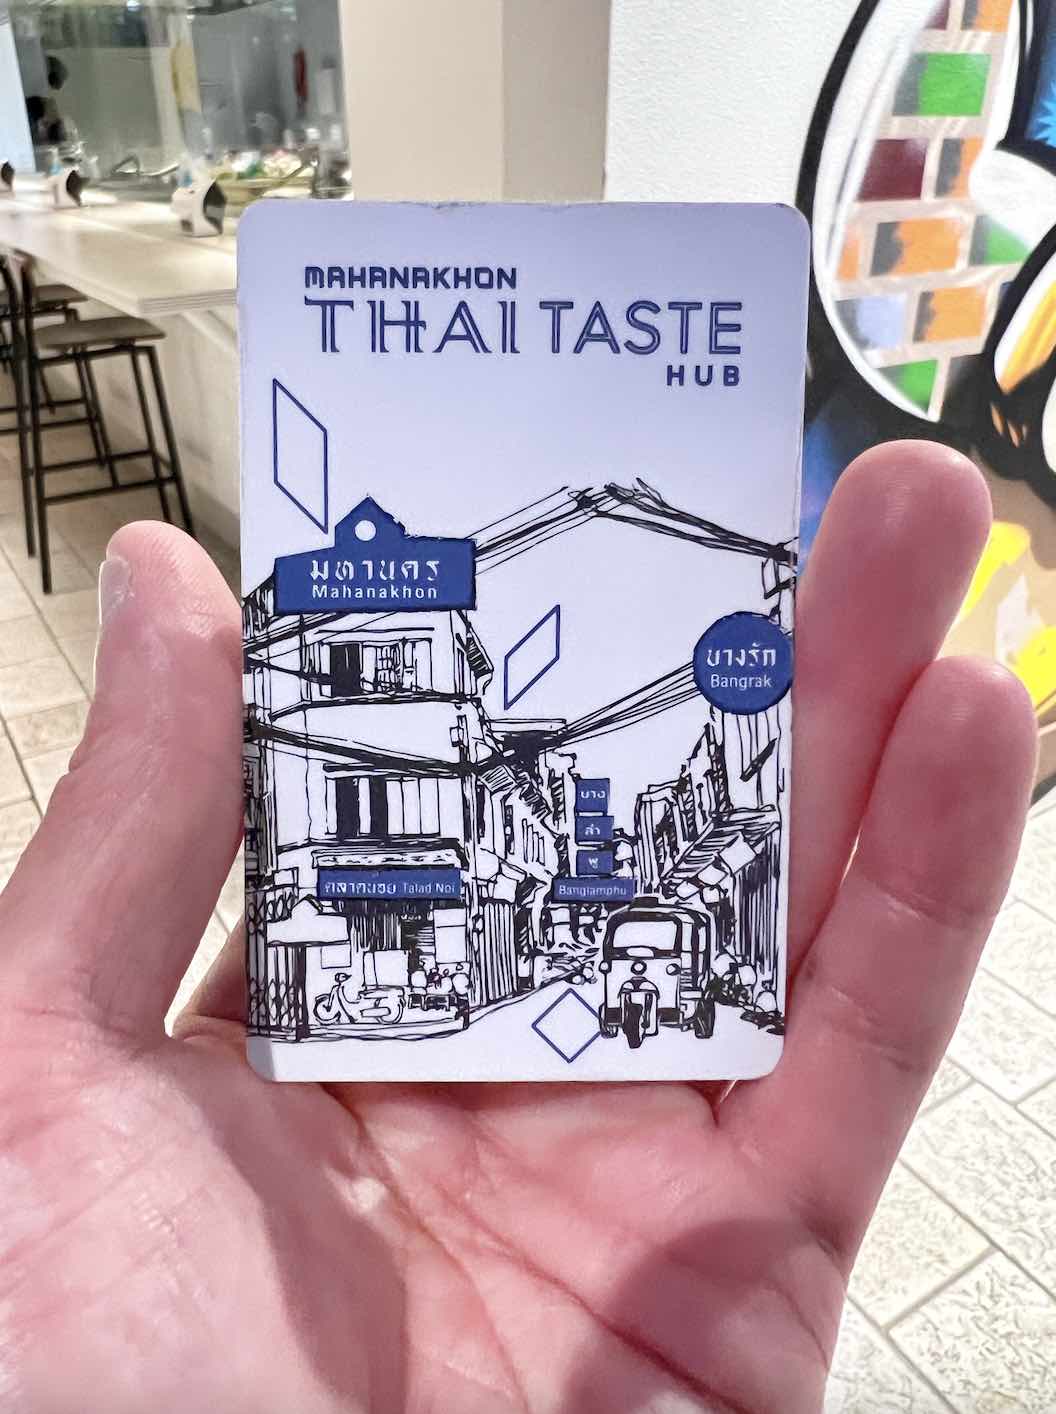 MAHANAKHON
THAI TASTE
HUB
มหานคร
Mahanakhon
บางรัก
Bangrak
บาง
ลำ
พู
Banglamphu
ตลาดน้อย Talad Noi